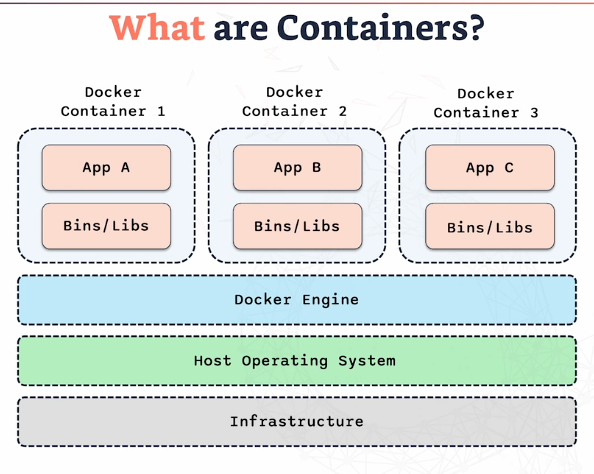 What are Containers?
Docker
Container 1
Docker
Container 2
Docker
Container 3
App A
App B
App C
Bins/Libs
Bins/Libs
Bins/Libs
Docker Engine
Host Operating System
Infrastructure